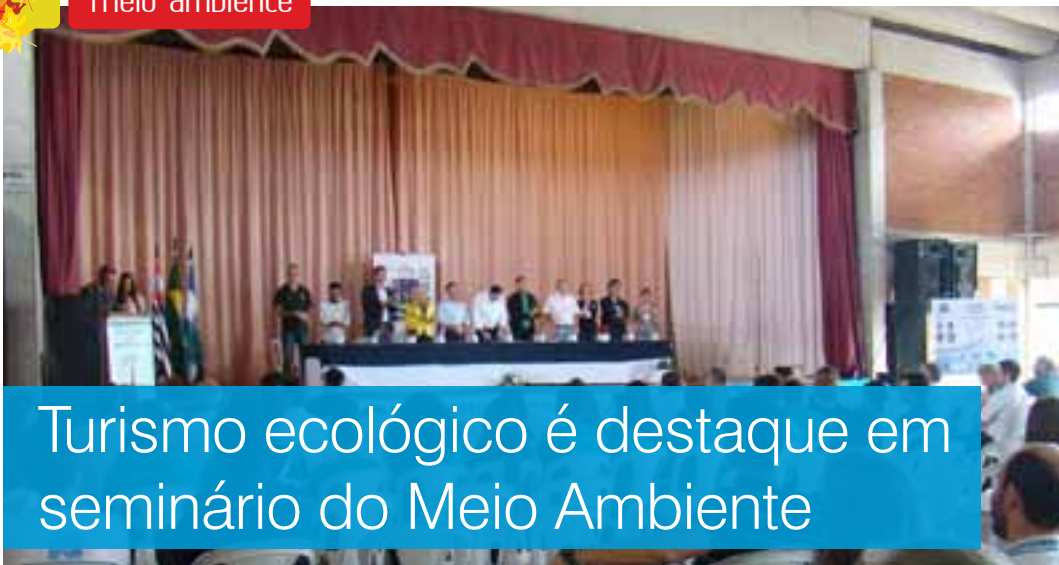 meio ambiente
Turismo ecológico é destaque em
seminário do Meio Ambiente